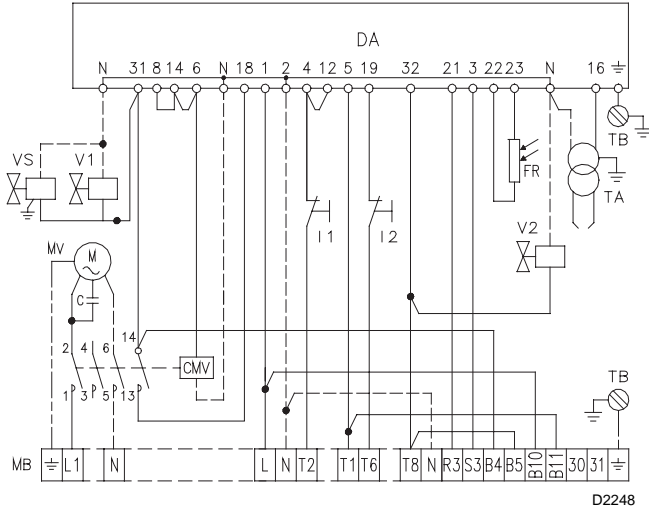 DA
N 31 8 14 6 N 18 1 2 4 12 5 19 32 21 3 22 23 N 16
TB
VS V1
FR
TA
I1 I2
V2
MV M
C
14
2 4 6
CMV
1 3 5 13
TB
MB L1 N L N T2 T1 T6 T8 N R3 S3 B4 B5 B10 B11 30 31
D2248